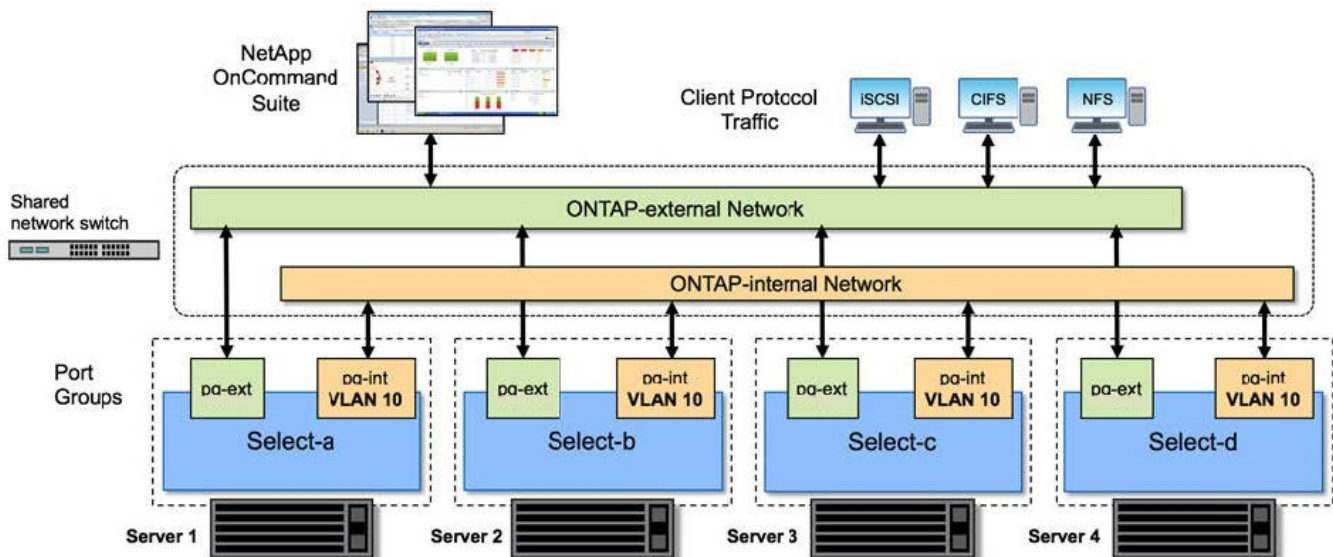 NetApp
OnCommand
Suite
Client Protocol
Traffic
iSCSI
CIFS
NFS
Shared
network switch
ONTAP-external Network
ONTAP-internal Network
Port
Groups
pg-ext
pg-int
VLAN 10
Select-a
pg-ext
pg-int
VLAN 10
Select-b
pg-ext
pg-int
VLAN 10
Select-c
pg-ext
pg-int
VLAN 10
Select-d
Server 1
Server 2
Server 3
Server 4